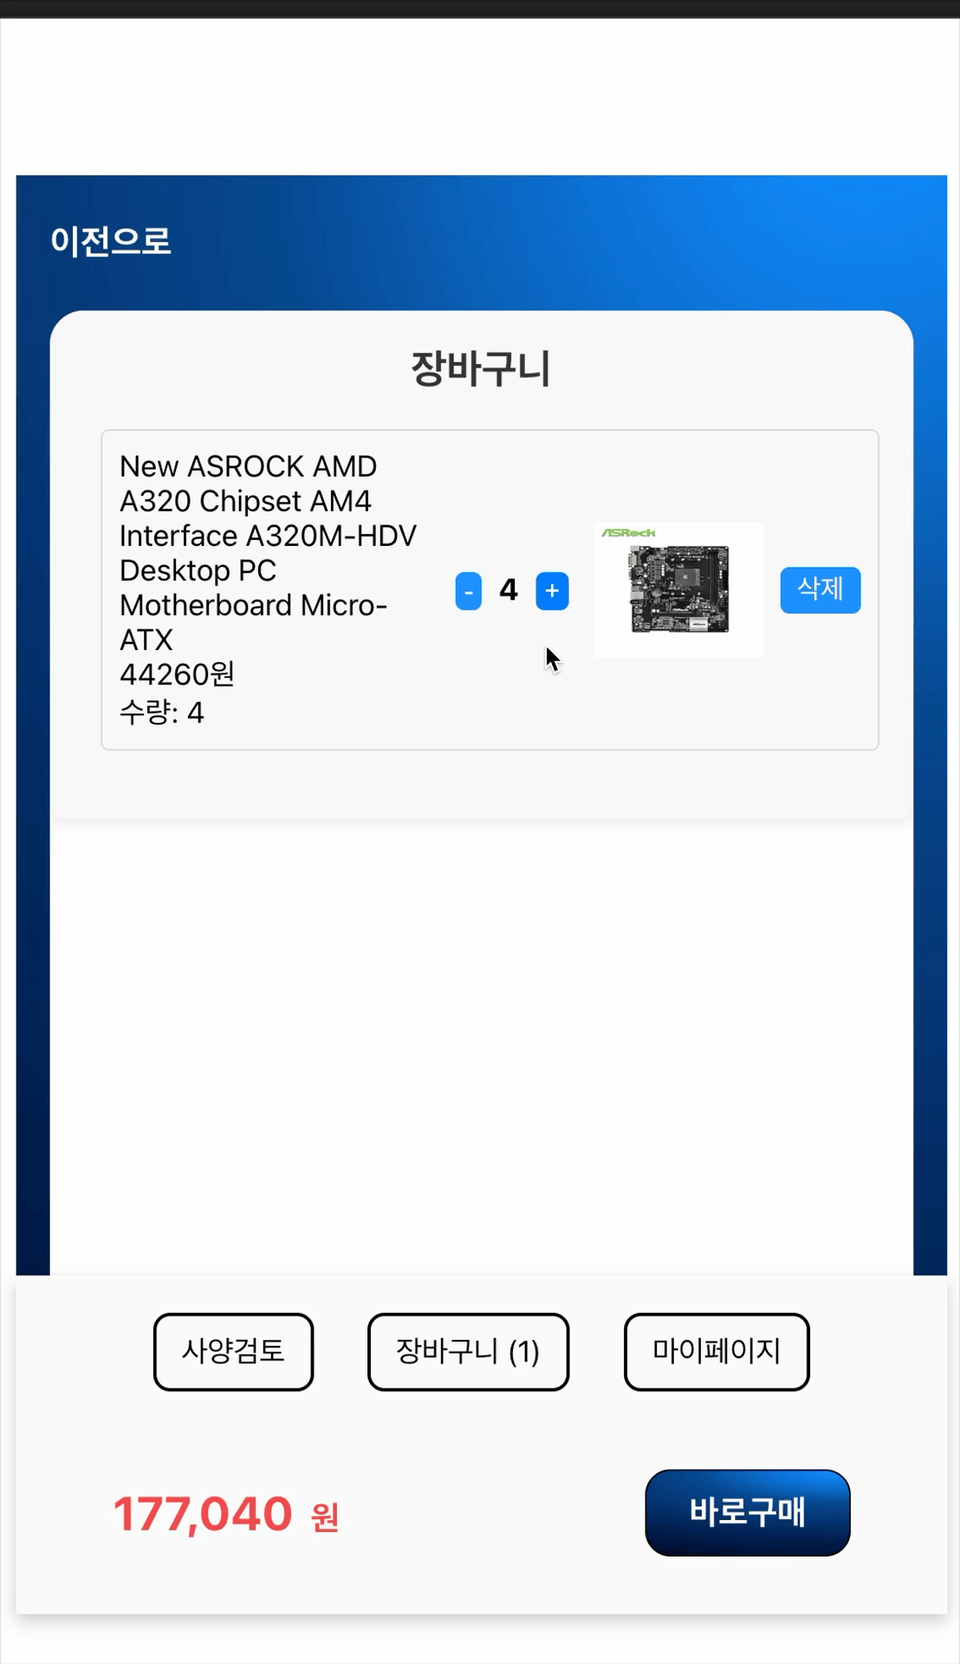 이전으로
장바구니
New ASROCK AMD
A320 Chipset AM4
Interface A320M-HDV
Desktop PC
Motherboard Micro-
ATX
44260원
수량: 4
- 4 +
ASRock
삭제
사양검토
장바구니 (1)
마이페이지
177,040 원
바로구매